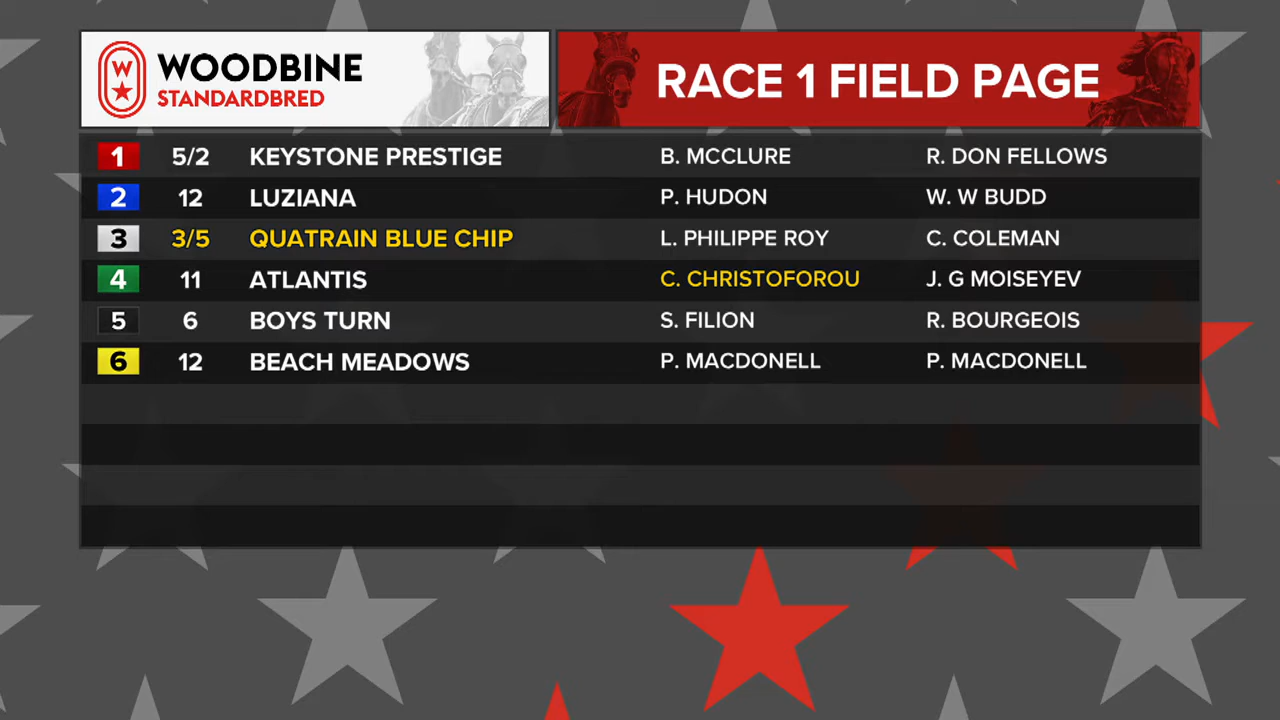 W
WOODBINE
STANDARDBRED
RACE 1 FIELD PAGE
1 5/2 KEYSTONE PRESTIGE B. MCCLURE R. DON FELLOWS
2 12 LUZIANA P. HUDON W. W BUDD
3 3/5 QUATRAIN BLUE CHIP L. PHILIPPE ROY C. COLEMAN
4 11 ATLANTIS C. CHRISTOFOROU J. G MOISEYEV
5 6 BOYS TURN S. FILION R. BOURGEOIS
6 12 BEACH MEADOWS P. MACDONELL P. MACDONELL